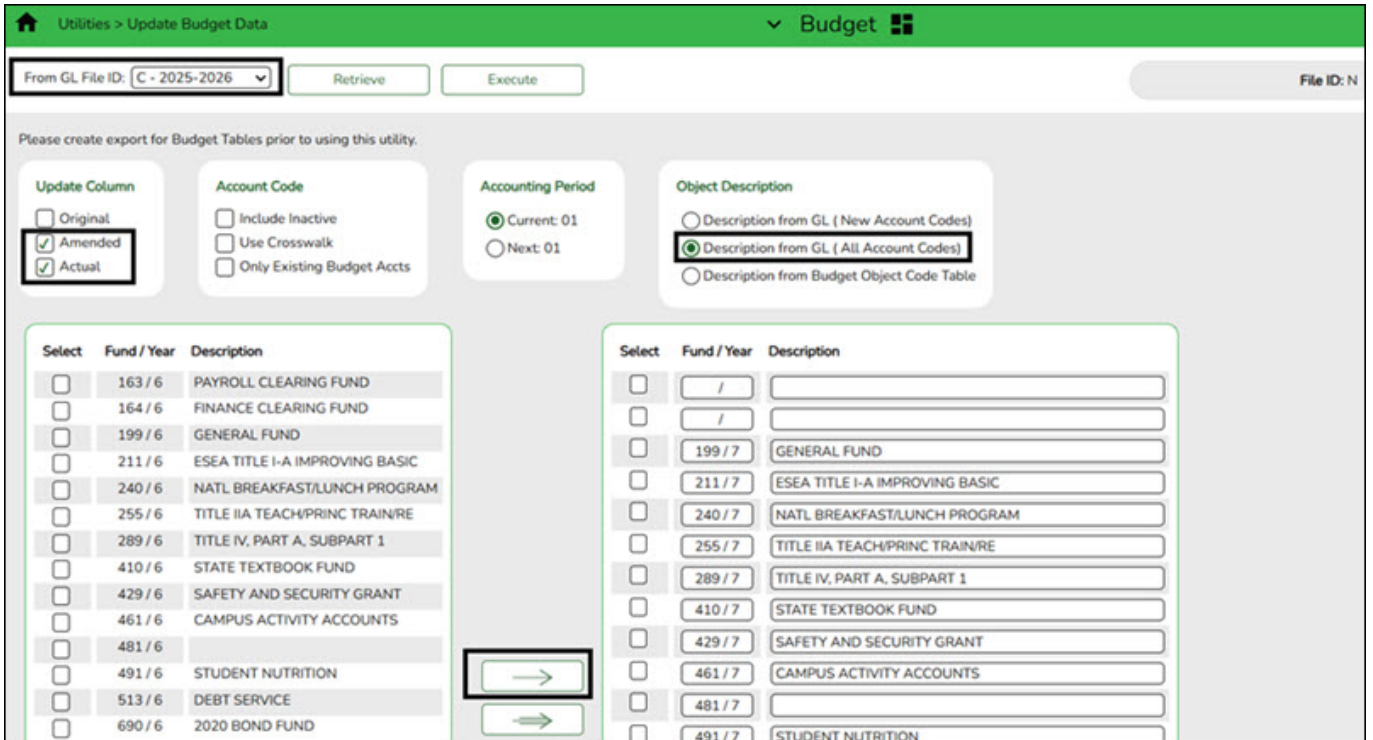 Utilities > Update Budget Data
Budget
From GL File ID: C - 2025-2026
Retrieve
Execute
File ID: N
Please create export for Budget Tables prior to using this utility.
Update Column
Original
Amended
Actual
Account Code
Include Inactive
Use Crosswalk
Only Existing Budget Accts
Accounting Period
Current: 01
Next: 01
Object Description
Description from GL ( New Account Codes)
Description from GL ( All Account Codes)
Description from Budget Object Code Table
Select Fund / Year Description
163 / 6 PAYROLL CLEARING FUND
164 / 6 FINANCE CLEARING FUND
199 / 6 GENERAL FUND
211 / 6 ESEA TITLE I-A IMPROVING BASIC
240 / 6 NATL BREAKFAST/LUNCH PROGRAM
255 / 6 TITLE IIA TEACH/PRINC TRAIN/RE
289 / 6 TITLE IV, PART A, SUBPART 1
410 / 6 STATE TEXTBOOK FUND
429 / 6 SAFETY AND SECURITY GRANT
461 / 6 CAMPUS ACTIVITY ACCOUNTS
481 / 6
491 / 6 STUDENT NUTRITION
513 / 6 DEBT SERVICE
690 / 6 2020 BOND FUND
Select Fund / Year Description
/
/
199 / 7 GENERAL FUND
211 / 7 ESEA TITLE I-A IMPROVING BASIC
240 / 7 NATL BREAKFAST/LUNCH PROGRAM
255 / 7 TITLE IIA TEACH/PRINC TRAIN/RE
289 / 7 TITLE IV, PART A, SUBPART 1
410 / 7 STATE TEXTBOOK FUND
429 / 7 SAFETY AND SECURITY GRANT
461 / 7 CAMPUS ACTIVITY ACCOUNTS
481 / 7
491 / 7 STUDENT NUTRITION